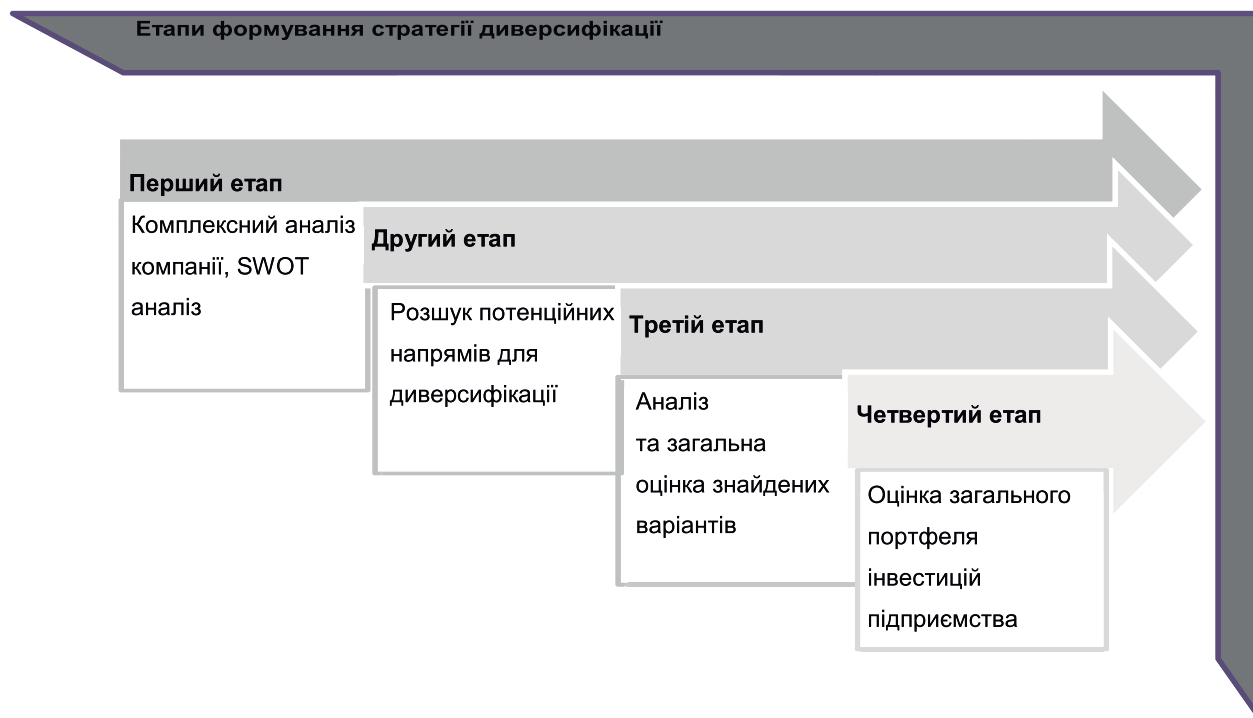 Етапи формування стратегії диверсифікації
Перший етап
Комплексний аналіз
компанії, SWOT
аналіз
Другий етап
Розшук потенційних
напрямів для
диверсифікації
Третій етап
Аналіз
та загальна
оцінка знайдених
варіантів
Четвертий етап
Оцінка загального
портфеля
інвестицій
підприємства